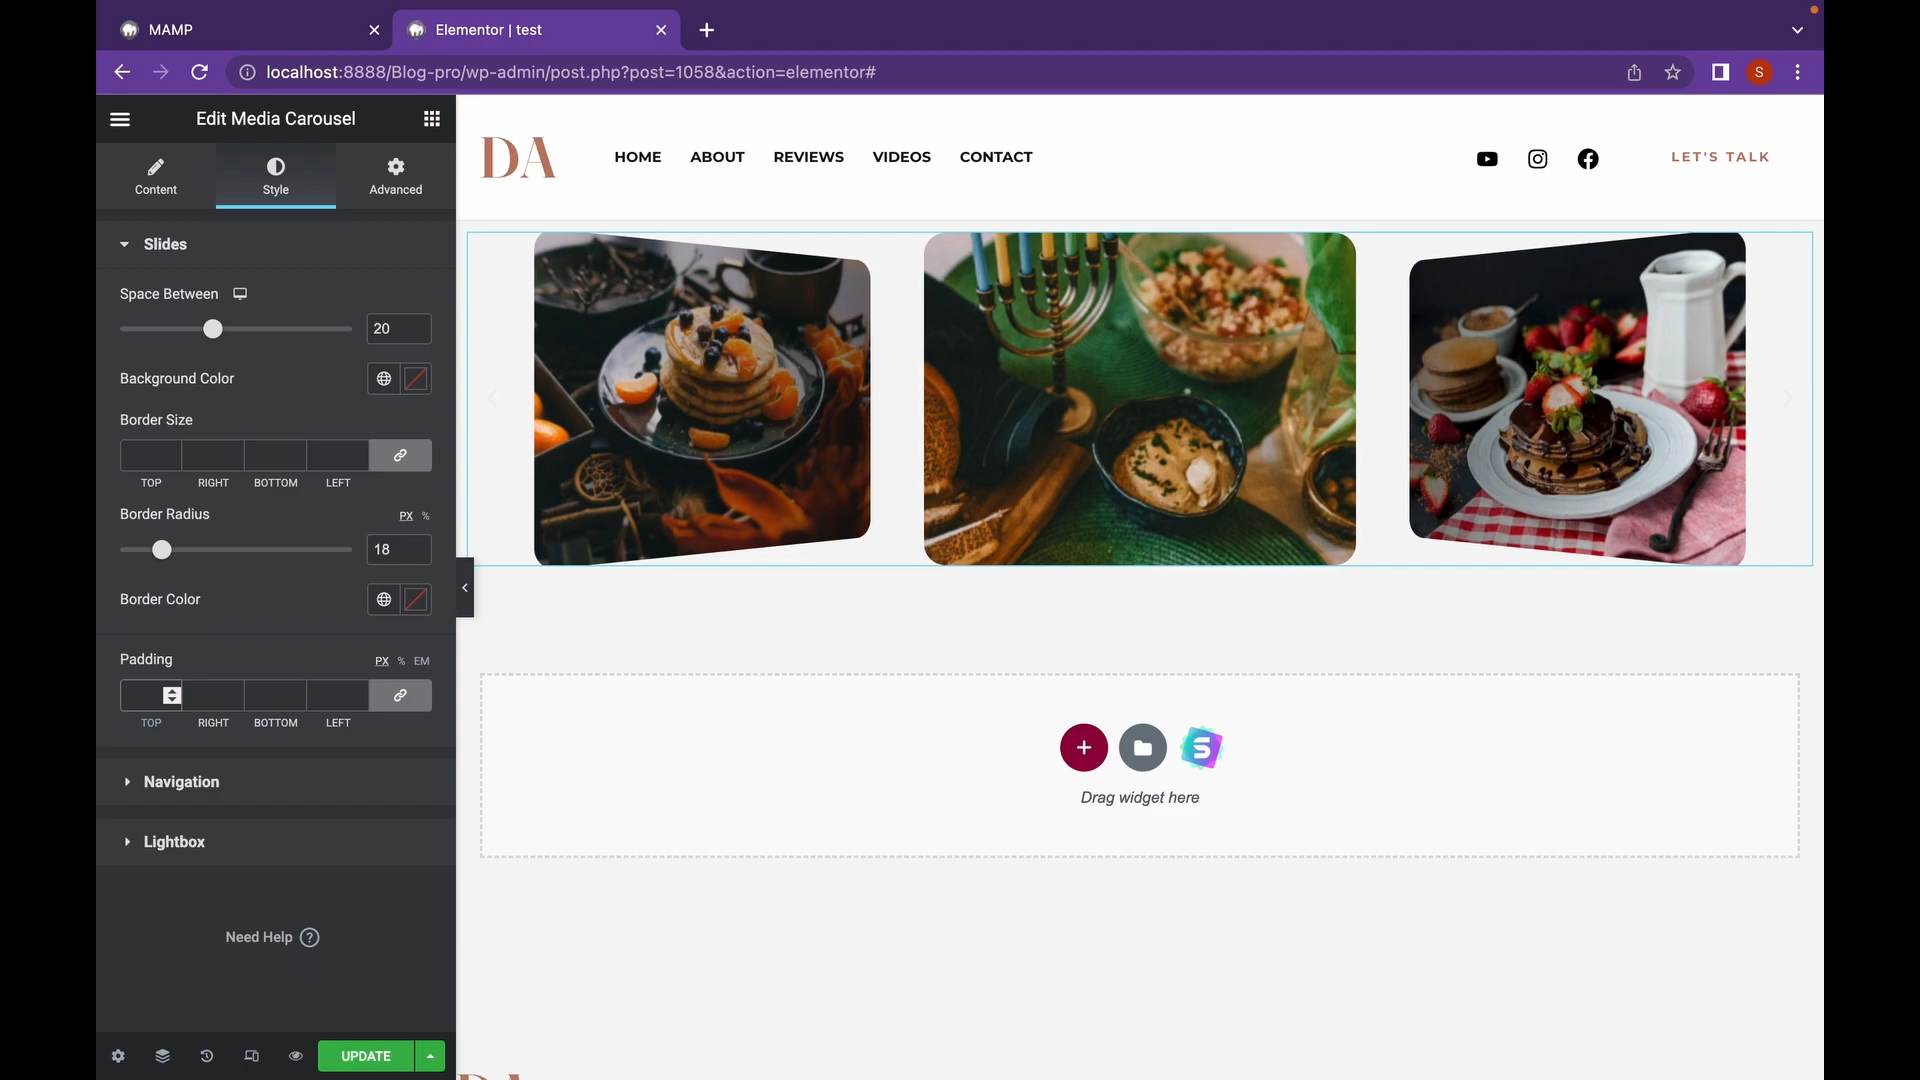 MAMP
Elementor | test
localhost:8888/Blog-pro/wp-admin/post.php?post=1058&action=elementor#
S
Edit Media Carousel
Content
Style
Advanced
Slides
Space Between
20
Background Color
Border Size
TOP RIGHT BOTTOM LEFT
Border Radius PX %
18
Border Color
Padding PX % EM
TOP RIGHT BOTTOM LEFT
Navigation
Lightbox
Need Help ?
UPDATE
DA
HOME ABOUT REVIEWS VIDEOS CONTACT
LET'S TALK
S
Drag widget here
DA